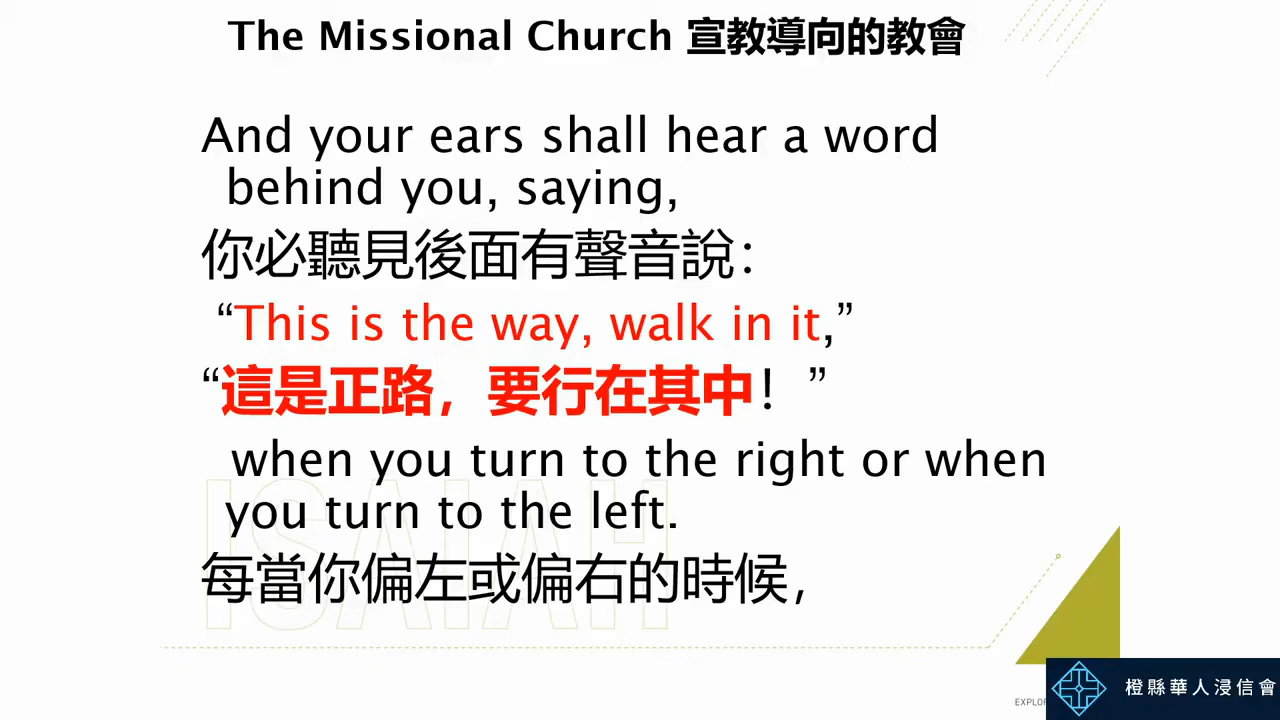 The Missional Church 宣教導向的教會
And your ears shall hear a word
behind you, saying,
你必聽見後面有聲音說：
“This is the way, walk in it,”
“這是正路，要行在其中！”
when you turn to the right or when
you turn to the left.
每當你偏左或偏右的時候，
ISAIAH
橙縣華人浸信會